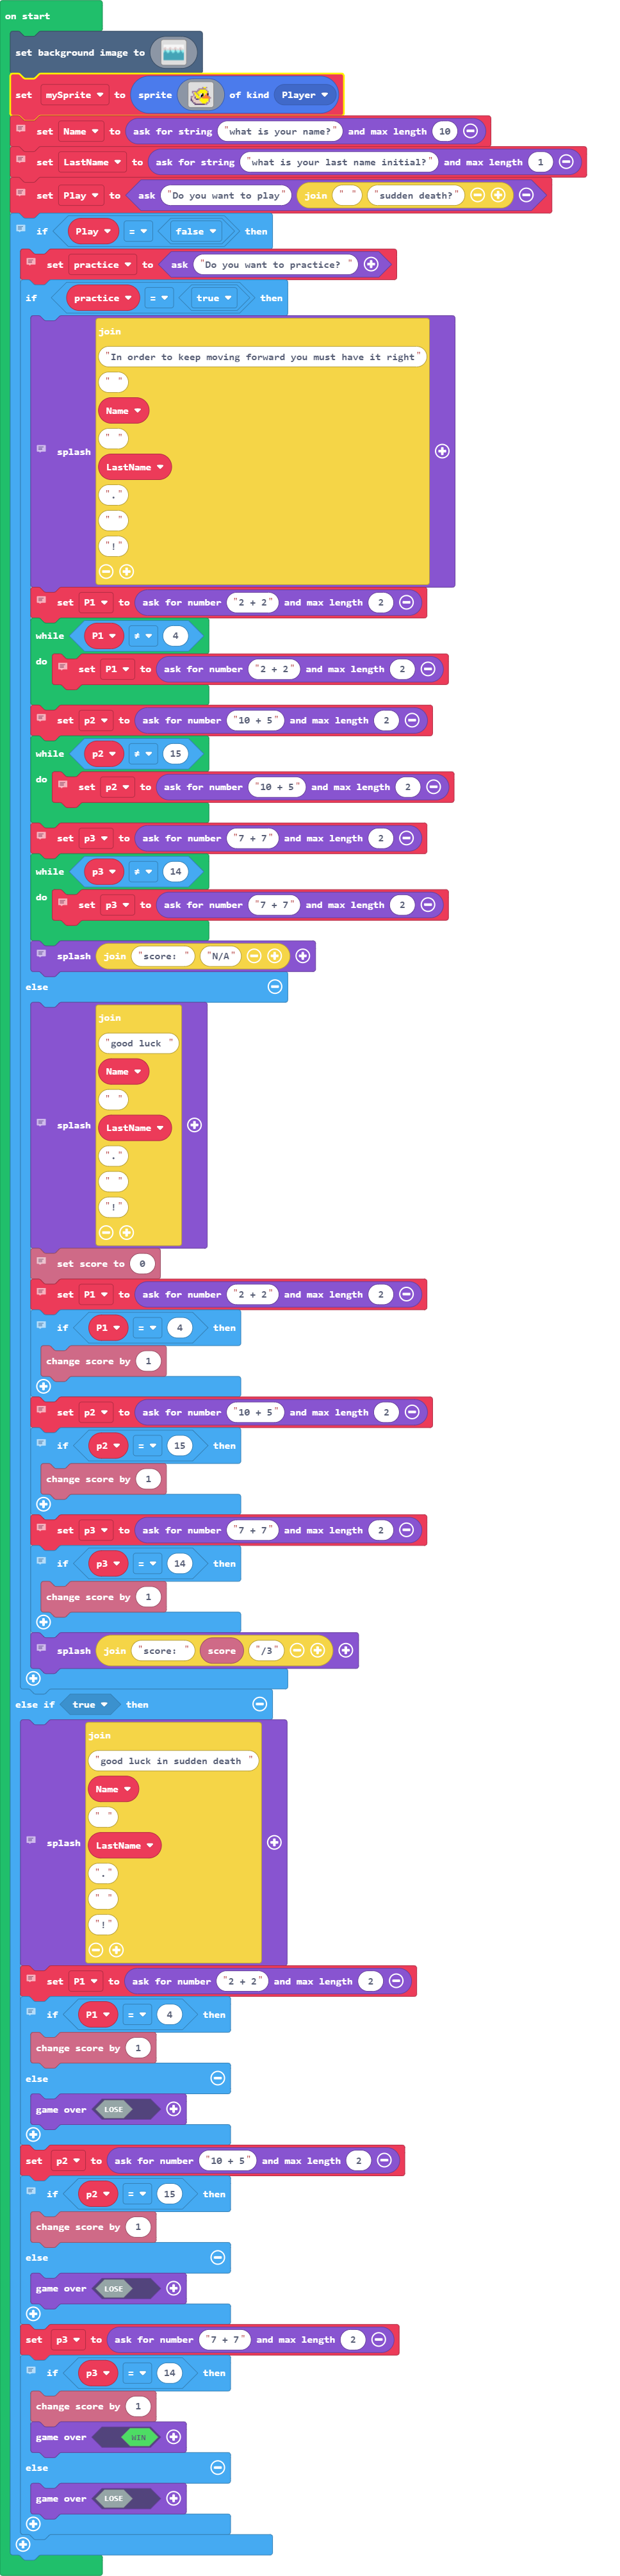 on start
set background image to
set mySprite to sprite of kind Player
set Name to ask for string "what is your name?" and max length 10
set LastName to ask for string "what is your last name initial?" and max length 1
set Play to ask "Do you want to play" join " " "sudden death?"
if Play = false then
set practice to ask "Do you want to practice? "
if practice = true then
join
"In order to keep moving forward you must have it right"
" "
Name
" "
splash
LastName
"."
" "
"!"
set P1 to ask for number "2 + 2" and max length 2
while P1 ≠ 4
do set P1 to ask for number "2 + 2" and max length 2
set p2 to ask for number "10 + 5" and max length 2
while p2 ≠ 15
do set p2 to ask for number "10 + 5" and max length 2
set p3 to ask for number "7 + 7" and max length 2
while p3 ≠ 14
do set p3 to ask for number "7 + 7" and max length 2
splash join "score: " "N/A"
else
join
"good luck "
Name
" "
splash LastName
"."
" "
"!"
set score to 0
set P1 to ask for number "2 + 2" and max length 2
if P1 = 4 then
change score by 1
set p2 to ask for number "10 + 5" and max length 2
if p2 = 15 then
change score by 1
set p3 to ask for number "7 + 7" and max length 2
if p3 = 14 then
change score by 1
splash join "score: " score "/3"
else if true then
join
"good luck in sudden death "
Name
" "
splash LastName
"."
" "
"!"
set P1 to ask for number "2 + 2" and max length 2
if P1 = 4 then
change score by 1
else
game over LOSE
set p2 to ask for number "10 + 5" and max length 2
if p2 = 15 then
change score by 1
else
game over LOSE
set p3 to ask for number "7 + 7" and max length 2
if p3 = 14 then
change score by 1
game over WIN
else
game over LOSE